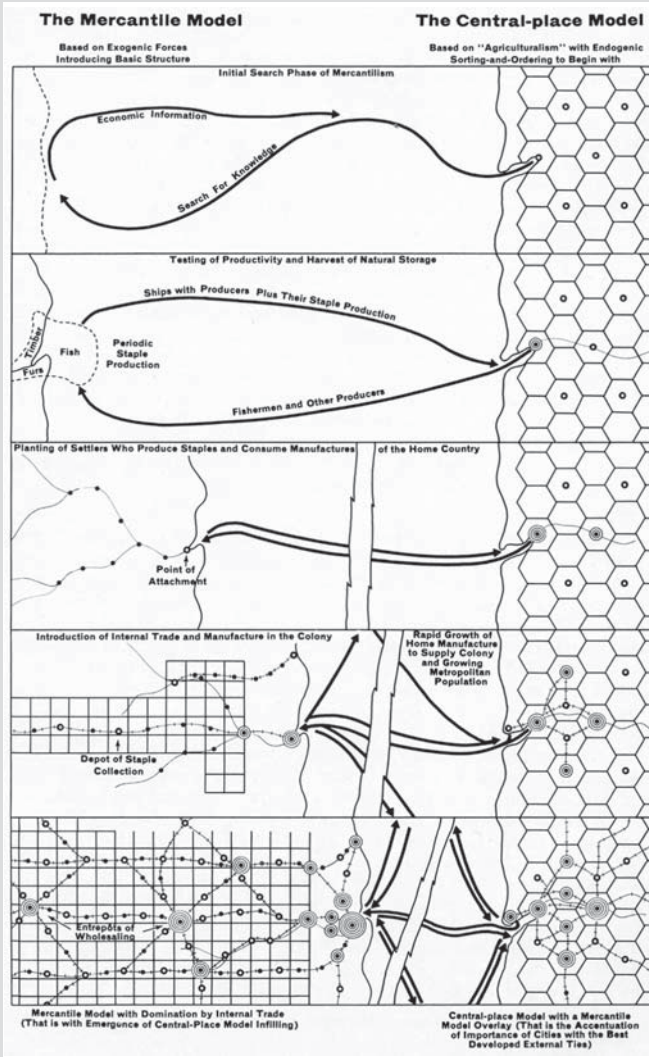 The Mercantile Model
The Central-place Model
Based on Exogenic Forces
Introducing Basic Structure
Based on "Agriculturalism" with Endogenic
Sorting-and-Ordering to Begin with
Initial Search Phase of Mercantilism
Economic Information
Search For Knowledge
Testing of Productivity and Harvest of Natural Storage
Ships with Producers Plus Their Staple Production
Timber
Fish
Furs
Periodic
Staple
Production
Fishermen and Other Producers
Planting of Settlers Who Produce Staples and Consume Manufactures of the Home Country
Point of
Attachment
Introduction of Internal Trade and Manufacture in the Colony
Rapid Growth of
Home Manufacture
to Supply Colony
and Growing
Metropolitan
Population
Depot of Staple
Collection
Entrepôts of
Wholesaling
Mercantile Model with Domination by Internal Trade
(That is with Emergunce of Central-Place Model Infilling)
Central-place Model with a Mercantile
Model Overlay (That is the Accentuation
of Importance of Cities with the Best
Developed External Ties)